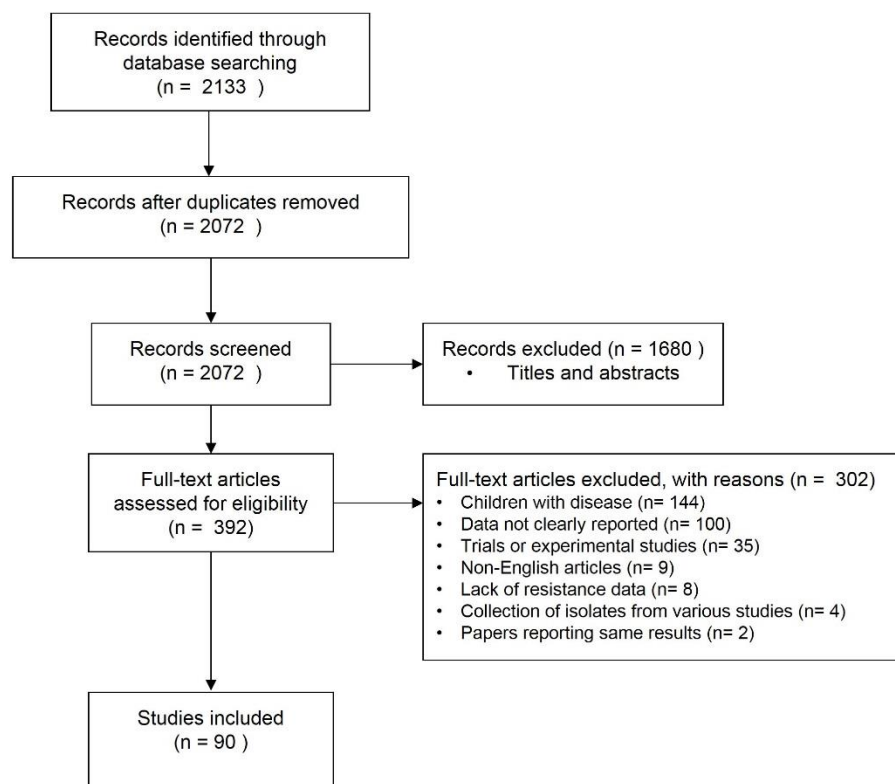 Records identified through
database searching
(n =  2133  )
Records after duplicates removed
(n = 2072  )
Records screened
(n = 2072  )
Records excluded (n = 1680 )
• Titles and abstracts
Full-text articles
assessed for eligibility
(n =  392)
Full-text articles excluded, with reasons (n =  302)
• Children with disease (n= 144)
• Data not clearly reported (n= 100)
• Trials or experimental studies (n= 35)
• Non-English articles (n= 9)
• Lack of resistance data (n= 8)
• Collection of isolates from various studies (n= 4)
• Papers reporting same results (n= 2)
Studies included
(n = 90 )